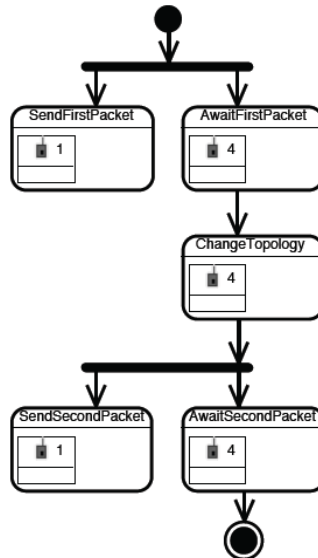 SendFirstPacket
1
AwaitFirstPacket
4
ChangeTopology
4
SendSecondPacket
1
AwaitSecondPacket
4